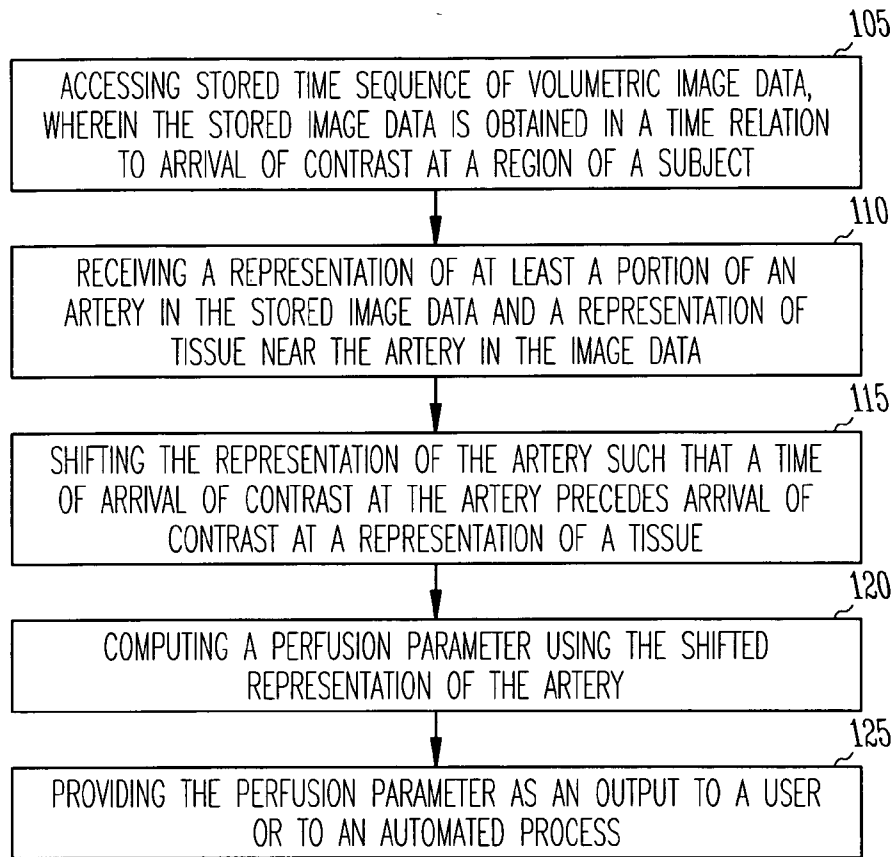 105
ACCESSING STORED TIME SEQUENCE OF VOLUMETRIC IMAGE DATA,
WHEREIN THE STORED IMAGE DATA IS OBTAINED IN A TIME RELATION
TO ARRIVAL OF CONTRAST AT A REGION OF A SUBJECT
110
RECEIVING A REPRESENTATION OF AT LEAST A PORTION OF AN
ARTERY IN THE STORED IMAGE DATA AND A REPRESENTATION OF
TISSUE NEAR THE ARTERY IN THE IMAGE DATA
115
SHIFTING THE REPRESENTATION OF THE ARTERY SUCH THAT A TIME
OF ARRIVAL OF CONTRAST AT THE ARTERY PRECEDES ARRIVAL OF
CONTRAST AT A REPRESENTATION OF A TISSUE
120
COMPUTING A PERFUSION PARAMETER USING THE SHIFTED
REPRESENTATION OF THE ARTERY
125
PROVIDING THE PERFUSION PARAMETER AS AN OUTPUT TO A USER
OR TO AN AUTOMATED PROCESS